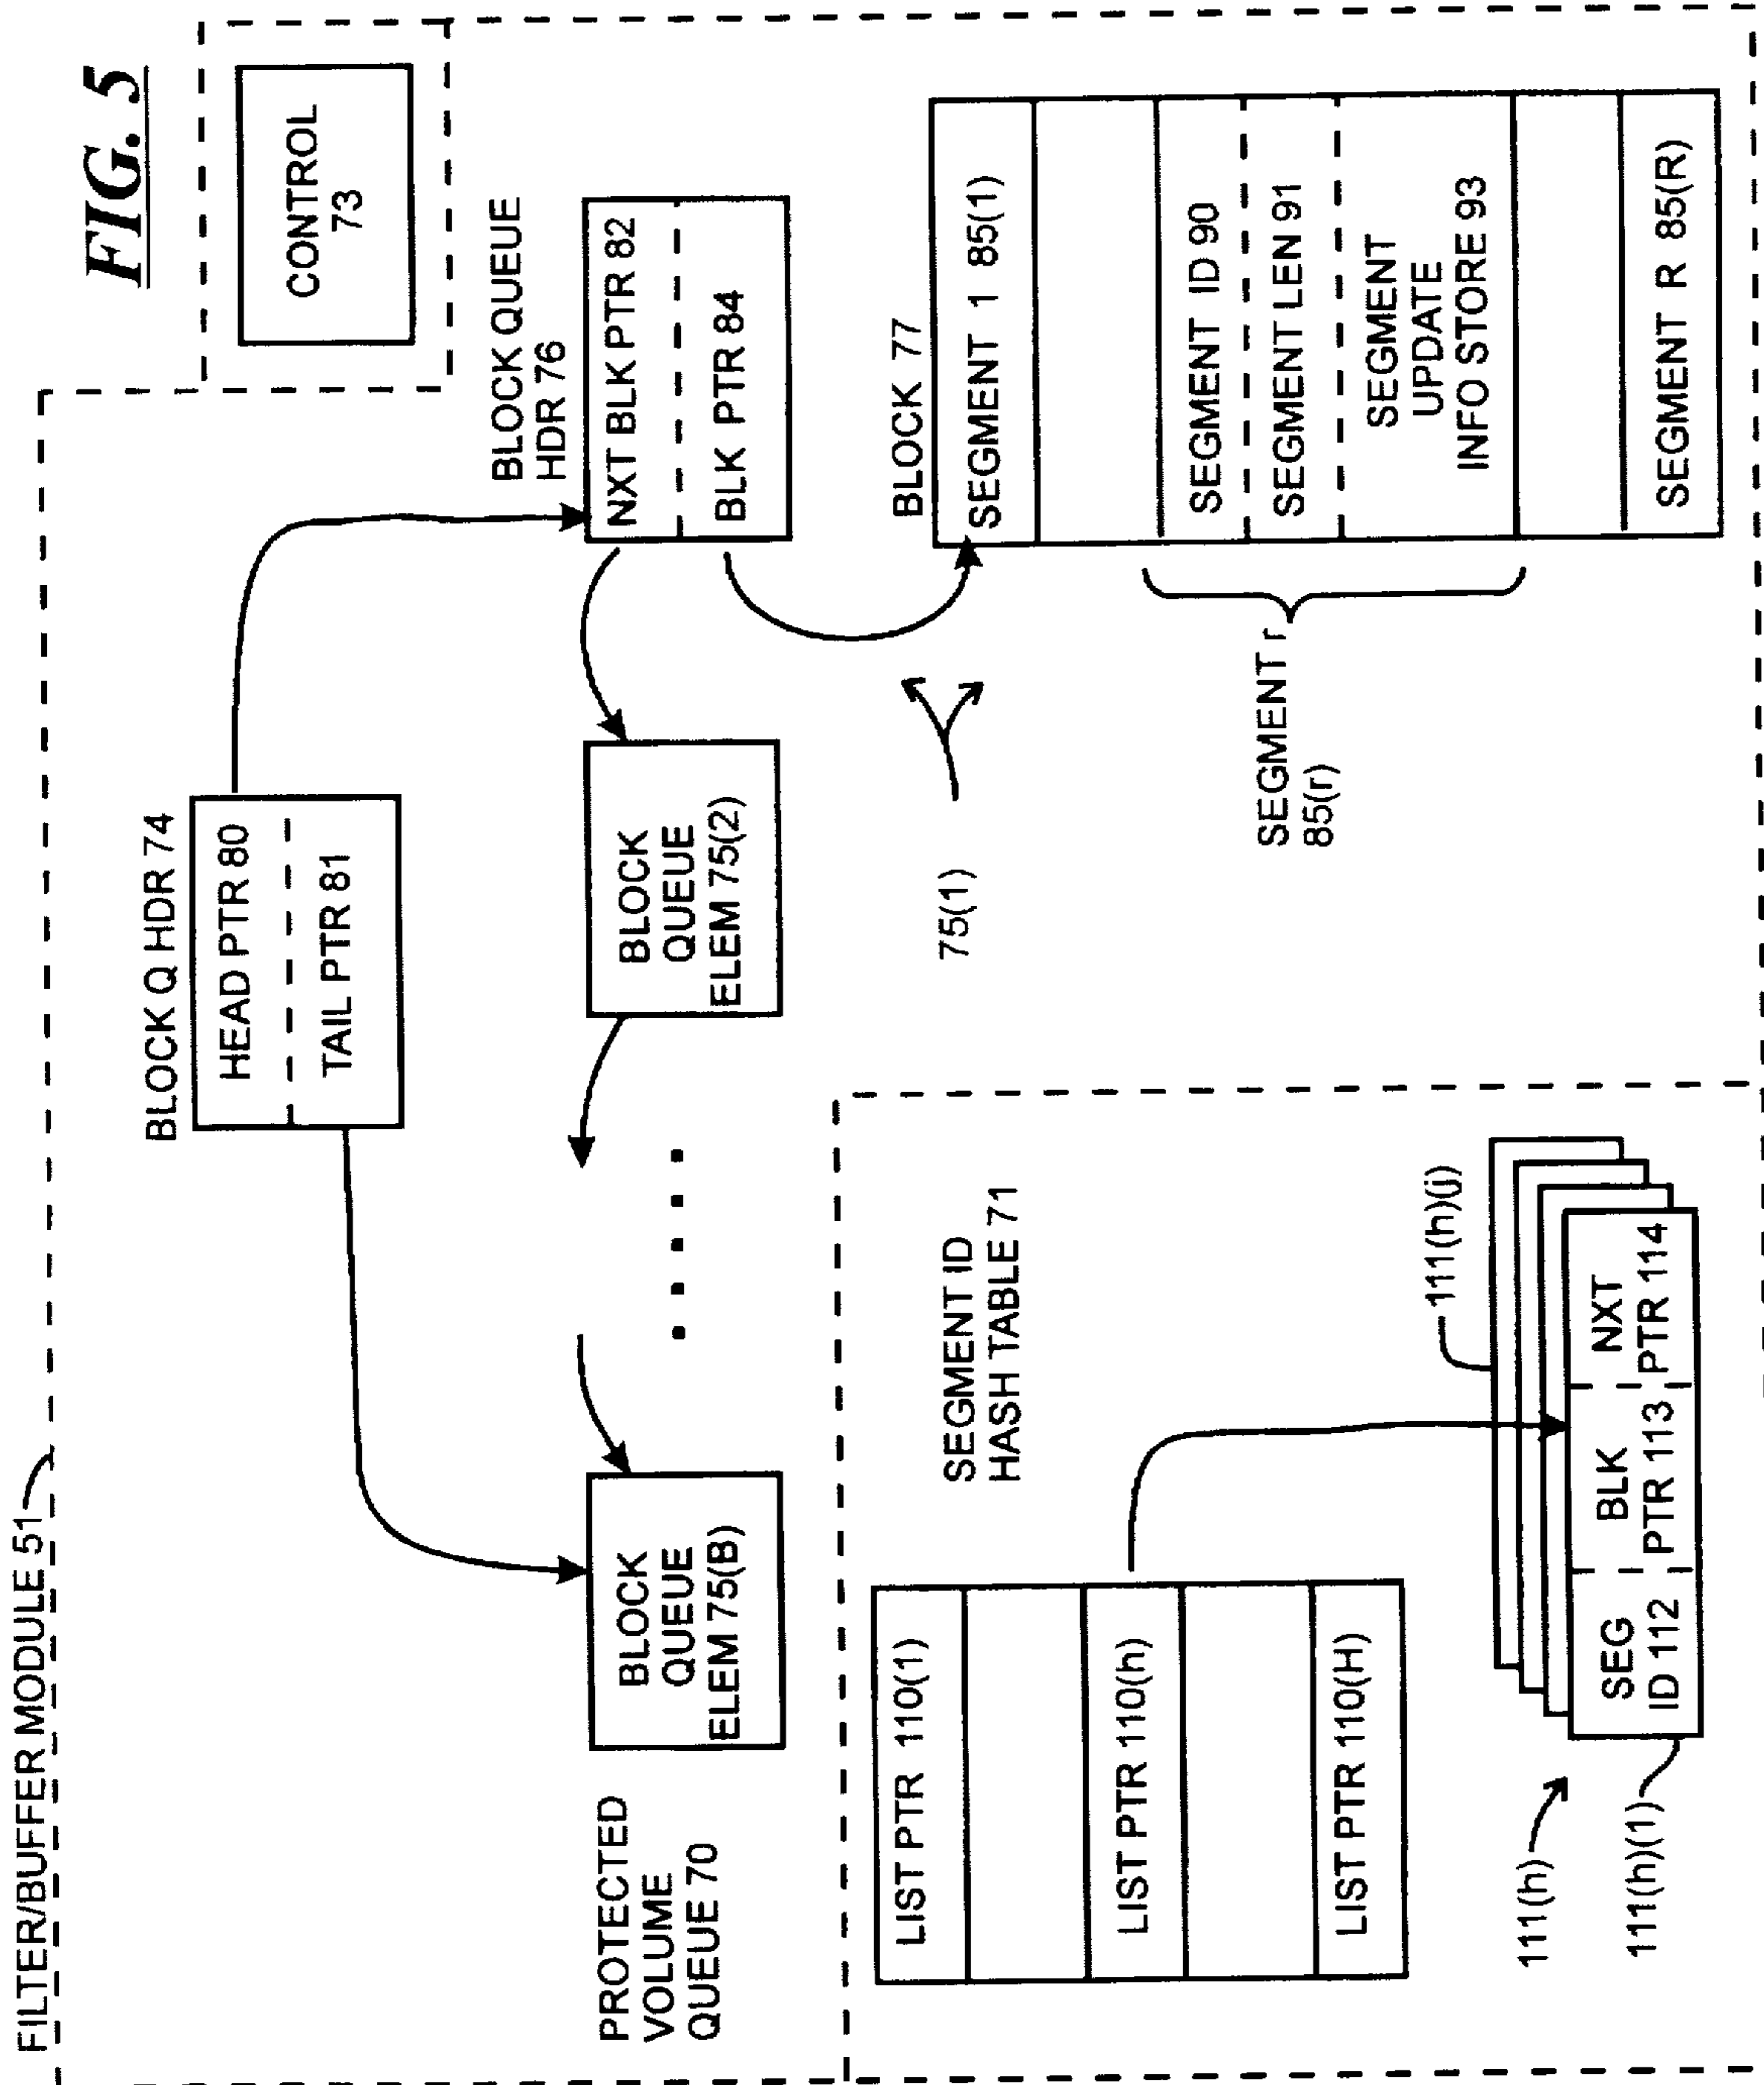 FIG. 5
FILTER/BUFFER MODULE 51
CONTROL
73
BLOCK Q HDR 74
HEAD PTR 80
TAIL PTR 81
PROTECTED
VOLUME
QUEUE 70
BLOCK
QUEUE
ELEM 75(B)
BLOCK
QUEUE
ELEM 75(2)
BLOCK QUEUE
HDR 76
NXT BLK PTR 82
BLK PTR 84
75(1)
BLOCK 77
SEGMENT 1 85(1)
SEGMENT ID 90
SEGMENT LEN 91
SEGMENT
UPDATE
INFO STORE 93
SEGMENT R 85(R)
SEGMENT r
85(r)
SEGMENT ID
HASH TABLE 71
LIST PTR 110(1)
LIST PTR 110(h)
LIST PTR 110(H)
111(h)
111(h)(1)
111(h)(j)
SEG
ID 112
BLK
PTR 113
NXT
PTR 114